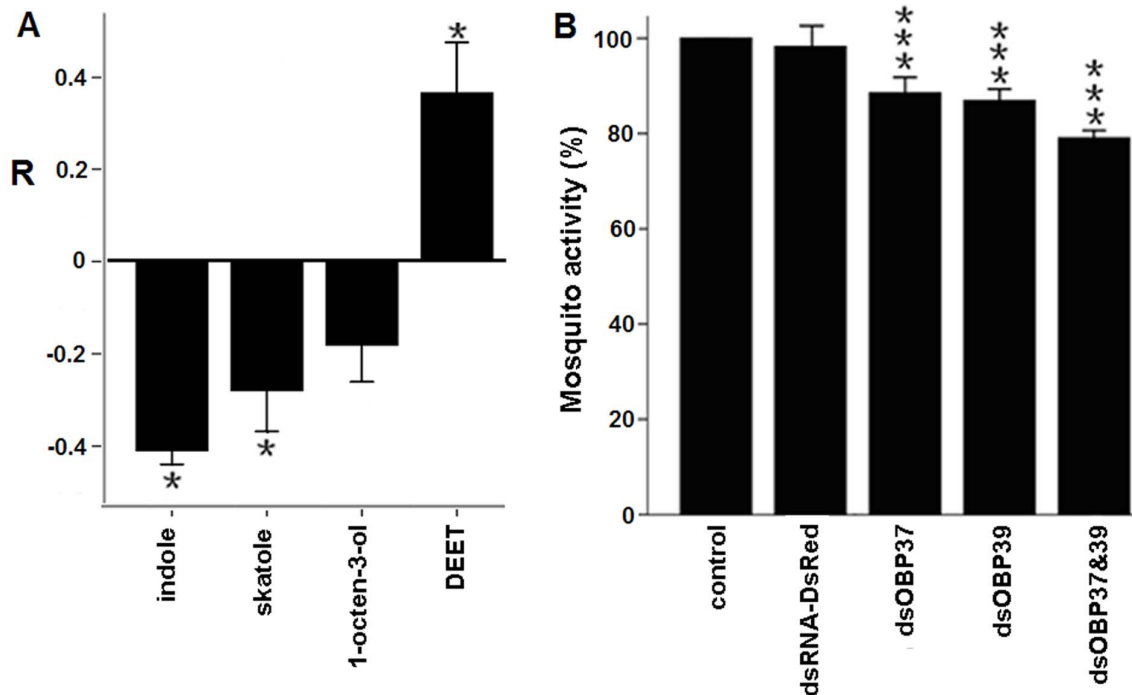 A
R
0.4
0.2
0
-0.2
-0.4
*
*
*
indole
skatole
1-octen-3-ol
DEET
B
Mosquito activity (%)
100
80
60
40
20
0
***
***
***
control
dsRNA-DsRed
dsOBP37
dsOBP39
dsOBP37&39